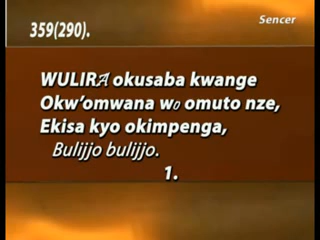 Sencer
359(290).
WULIRA okusaba kwange
Okw'omwana wo omuto nze,
Ekisa kyo okimpenga,
Bulijjo bulijjo.
1.